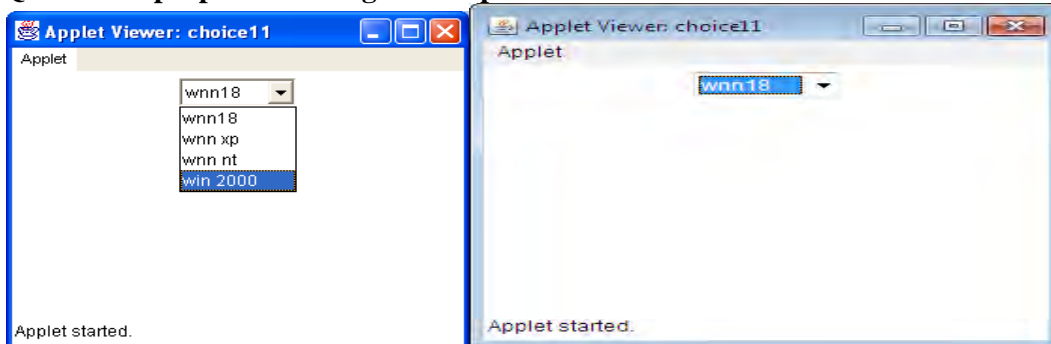 Applet Viewer: choice11
Applet
wnn18
wnn18
wnn xp
wnn nt
win 2000
Applet started.
Applet Viewer: choice11
Applet
wnn18
Applet started.